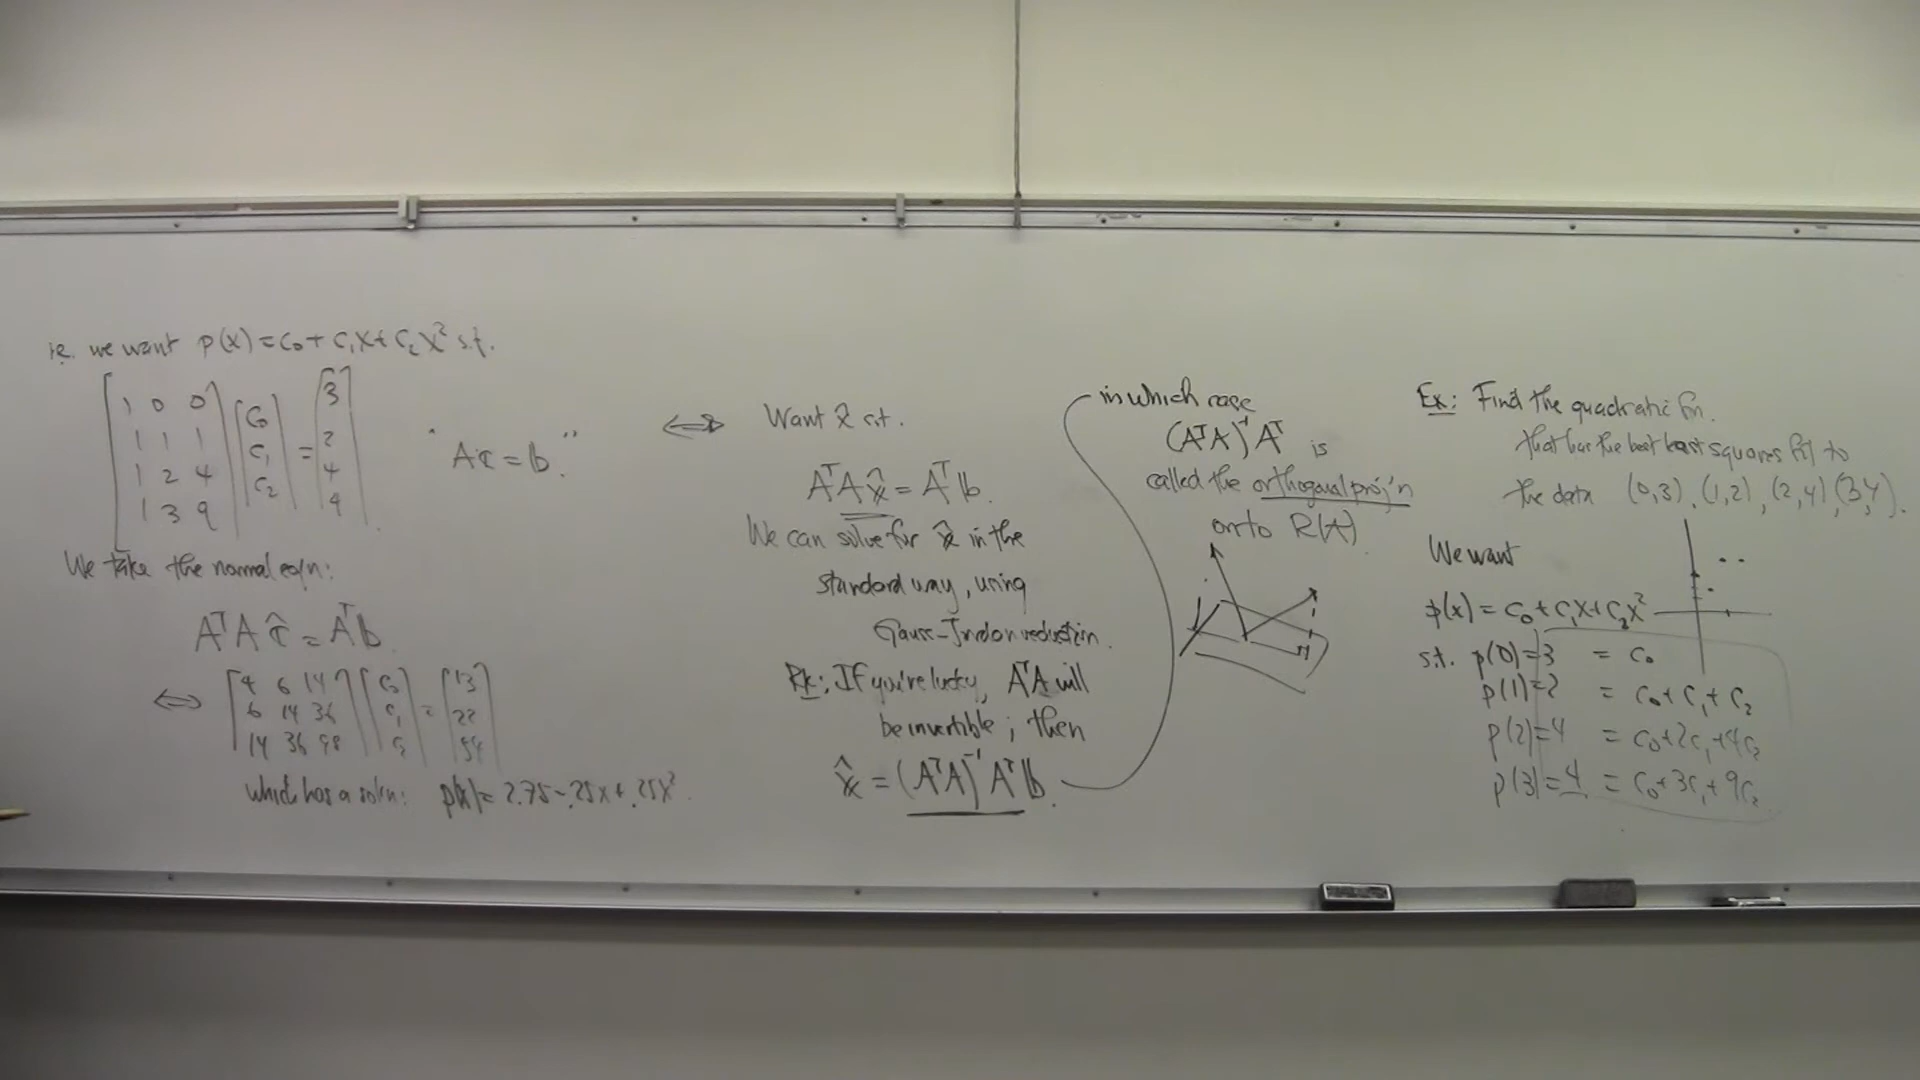 i.e. we want p(x) = c₀ + c₁x + c₂x² s.t.
[1 0 0; 1 1 1; 1 2 4; 1 3 9] [c₀; c₁; c₂] = [3; 2; 4; 4]
"Ac = b."
We take the normal eq'n:
AᵀA ĉ = Aᵀb
⟺ [4 6 14; 6 14 36; 14 36 98] [c₀; c₁; c₂] = [13; 22; 54]
which has a sol'n: p(x) = 2.75 - .25x + .25x².
⟺ Want x̂ s.t.
AᵀA x̂ = Aᵀb.
We can solve for x̂ in the
standard way, using
Gauss-Jordan reduction.
Rk: If you're lucky, AᵀA will
be invertible; then
x̂ = (AᵀA)⁻¹ Aᵀb.
in which case
(AᵀA)⁻¹Aᵀ is
called the orthogonal proj'n
onto R(A).
Ex: Find the quadratic fn.
that has the best least squares fit to
the data (0,3), (1,2), (2,4), (3,4).
We want
p(x) = c₀ + c₁x + c₂x²
s.t. p(0) = 3 = c₀
p(1) = 2 = c₀ + c₁ + c₂
p(2) = 4 = c₀ + 2c₁ + 4c₂
p(3) = 4 = c₀ + 3c₁ + 9c₂